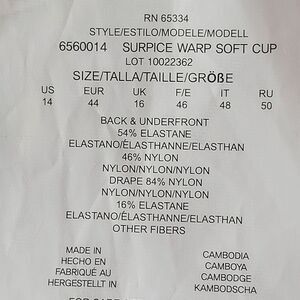 RN 65334
STYLE/ESTILO/MODELE/MODELL
6560014 SURPICE WARP SOFT CUP
LOT 10022362
SIZE/TALLA/TAILLE/GRÖßE
US EUR UK F/E IT RU
14 44 16 46 48 50
BACK & UNDERFRONT
54% ELASTANE
ELASTANO/ÉLASTHANNE/ELASTHAN
46% NYLON
NYLON/NYLON/NYLON
DRAPE 84% NYLON
NYLON/NYLON/NYLON
16% ELASTANE
ELASTANO/ÉLASTHANNE/ELASTHAN
OTHER FIBERS
MADE IN CAMBODIA
HECHO EN CAMBOYA
FABRIQUÉ AU CAMBODGE
HERGESTELLT IN KAMBODSCHA